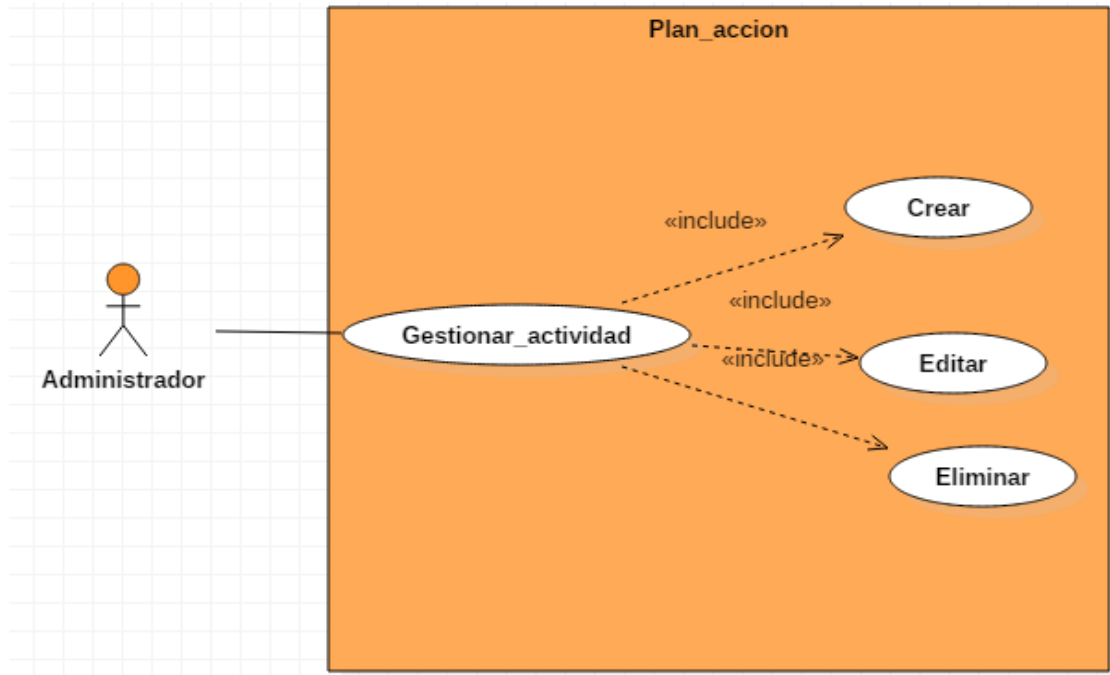 Plan_accion
Crear
«include»
«include»
Gestionar_actividad
«include»
Editar
Administrador
Eliminar